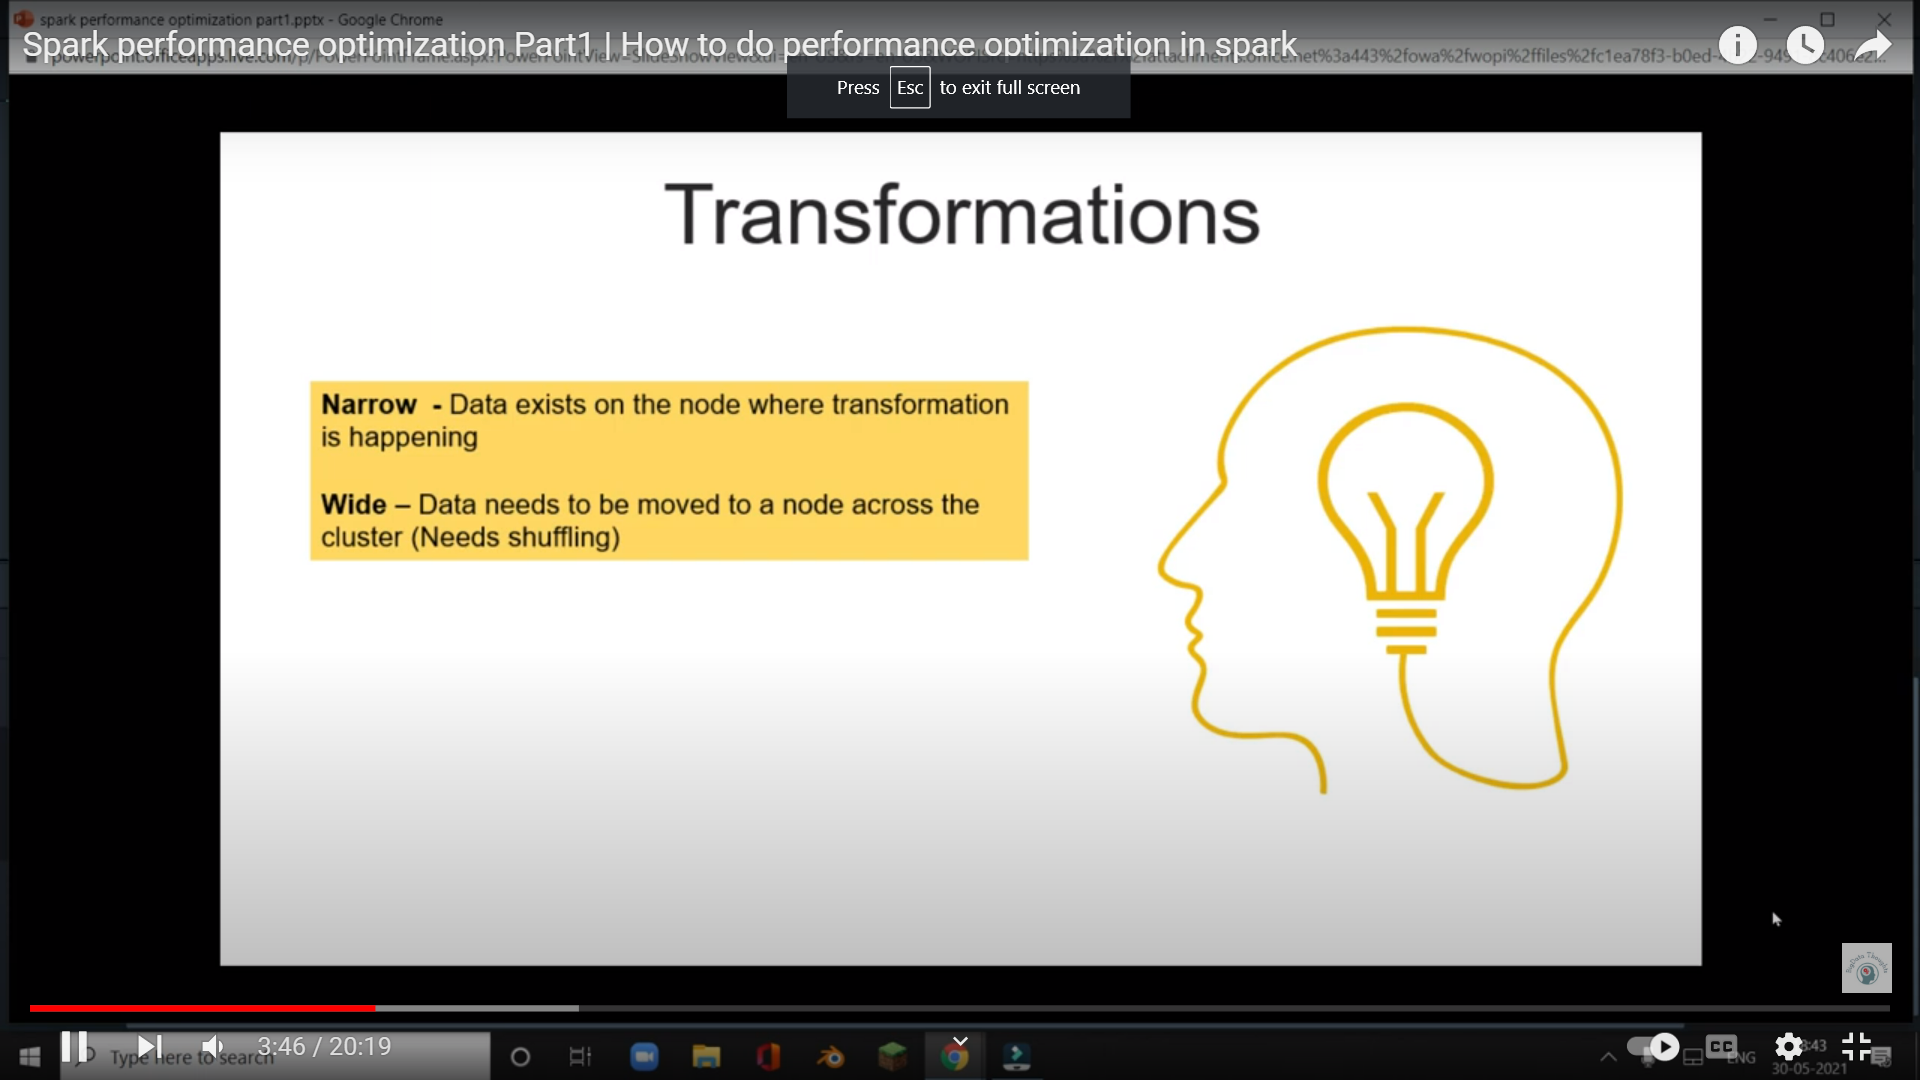 spark performance optimization part1.pptx - Google Chrome
Spark performance optimization Part1 | How to do performance optimization in spark
Press Esc to exit full screen
Transformations
Narrow - Data exists on the node where transformation
is happening
Wide – Data needs to be moved to a node across the
cluster (Needs shuffling)
3:46 / 20:19
Type here to search
CC
ENG
30-05-2021